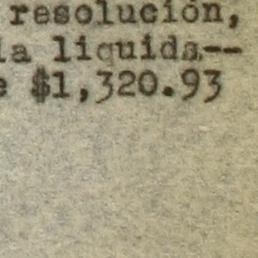 resolución,
la liquida--
e $1,320.93